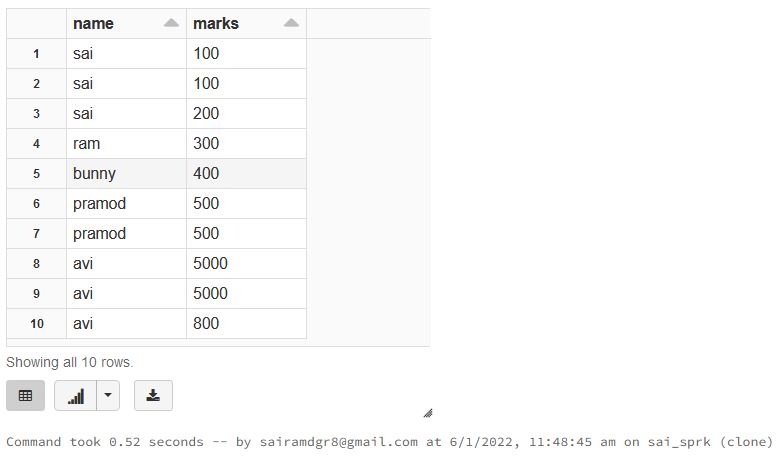 name marks
1 sai 100
2 sai 100
3 sai 200
4 ram 300
5 bunny 400
6 pramod 500
7 pramod 500
8 avi 5000
9 avi 5000
10 avi 800
Showing all 10 rows.
Command took 0.52 seconds -- by sairamdgr8@gmail.com at 6/1/2022, 11:48:45 am on sai_sprk (clone)